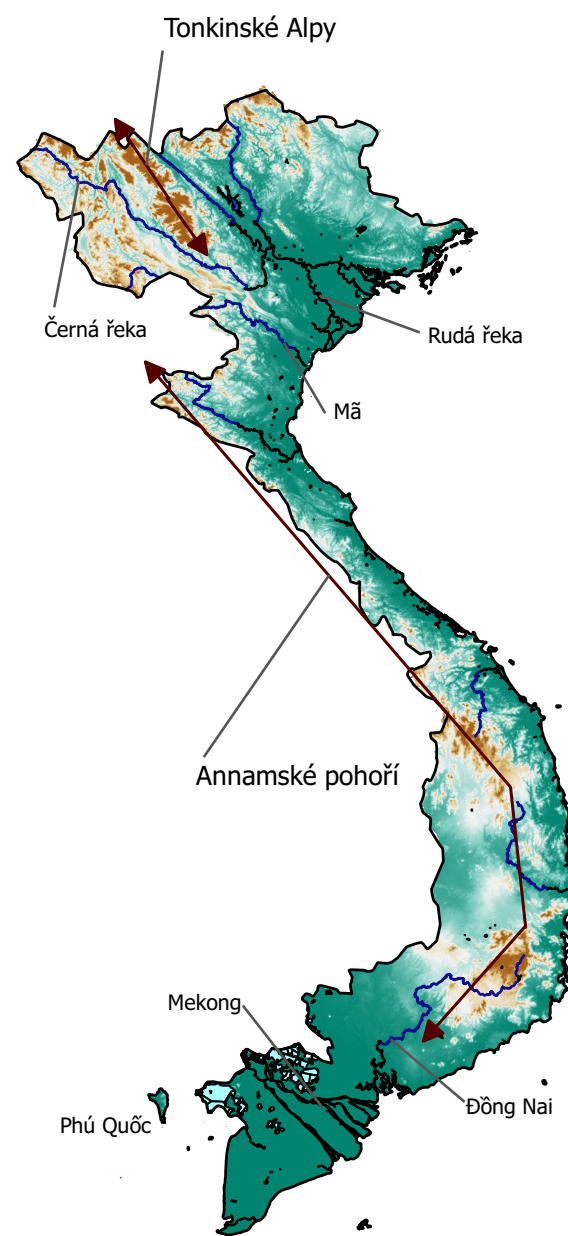 Tonkinské Alpy
Černá řeka
Rudá řeka
Mã
Annamské pohoří
Mekong
Phú Quốc
Đồng Nai